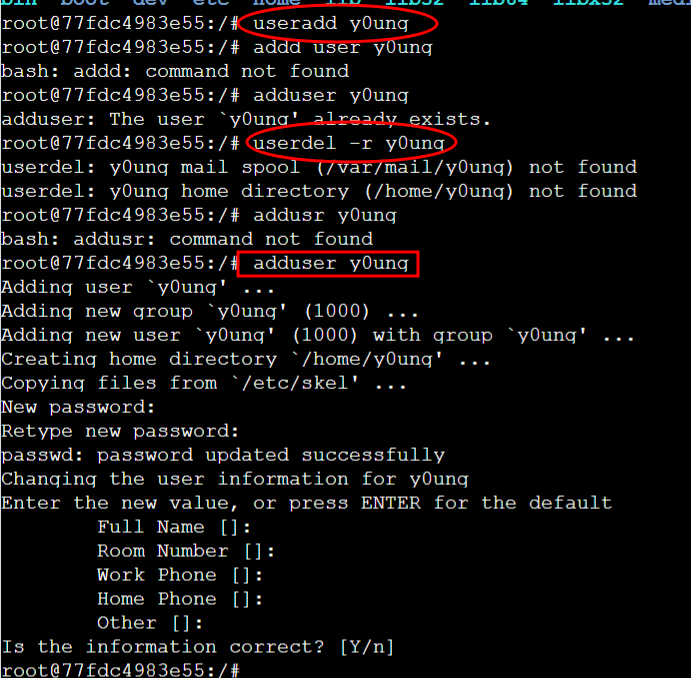 bin boot dev etc home lib lib32 lib64 libx32 medi
root@77fdc4983e55:/# useradd y0ung
root@77fdc4983e55:/# addd user y0ung
bash: addd: command not found
root@77fdc4983e55:/# adduser y0ung
adduser: The user `y0ung' already exists.
root@77fdc4983e55:/# userdel -r y0ung
userdel: y0ung mail spool (/var/mail/y0ung) not found
userdel: y0ung home directory (/home/y0ung) not found
root@77fdc4983e55:/# addusr y0ung
bash: addusr: command not found
root@77fdc4983e55:/# adduser y0ung
Adding user `y0ung' ...
Adding new group `y0ung' (1000) ...
Adding new user `y0ung' (1000) with group `y0ung' ...
Creating home directory `/home/y0ung' ...
Copying files from `/etc/skel' ...
New password:
Retype new password:
passwd: password updated successfully
Changing the user information for y0ung
Enter the new value, or press ENTER for the default
Full Name []:
Room Number []:
Work Phone []:
Home Phone []:
Other []:
Is the information correct? [Y/n]
root@77fdc4983e55:/#